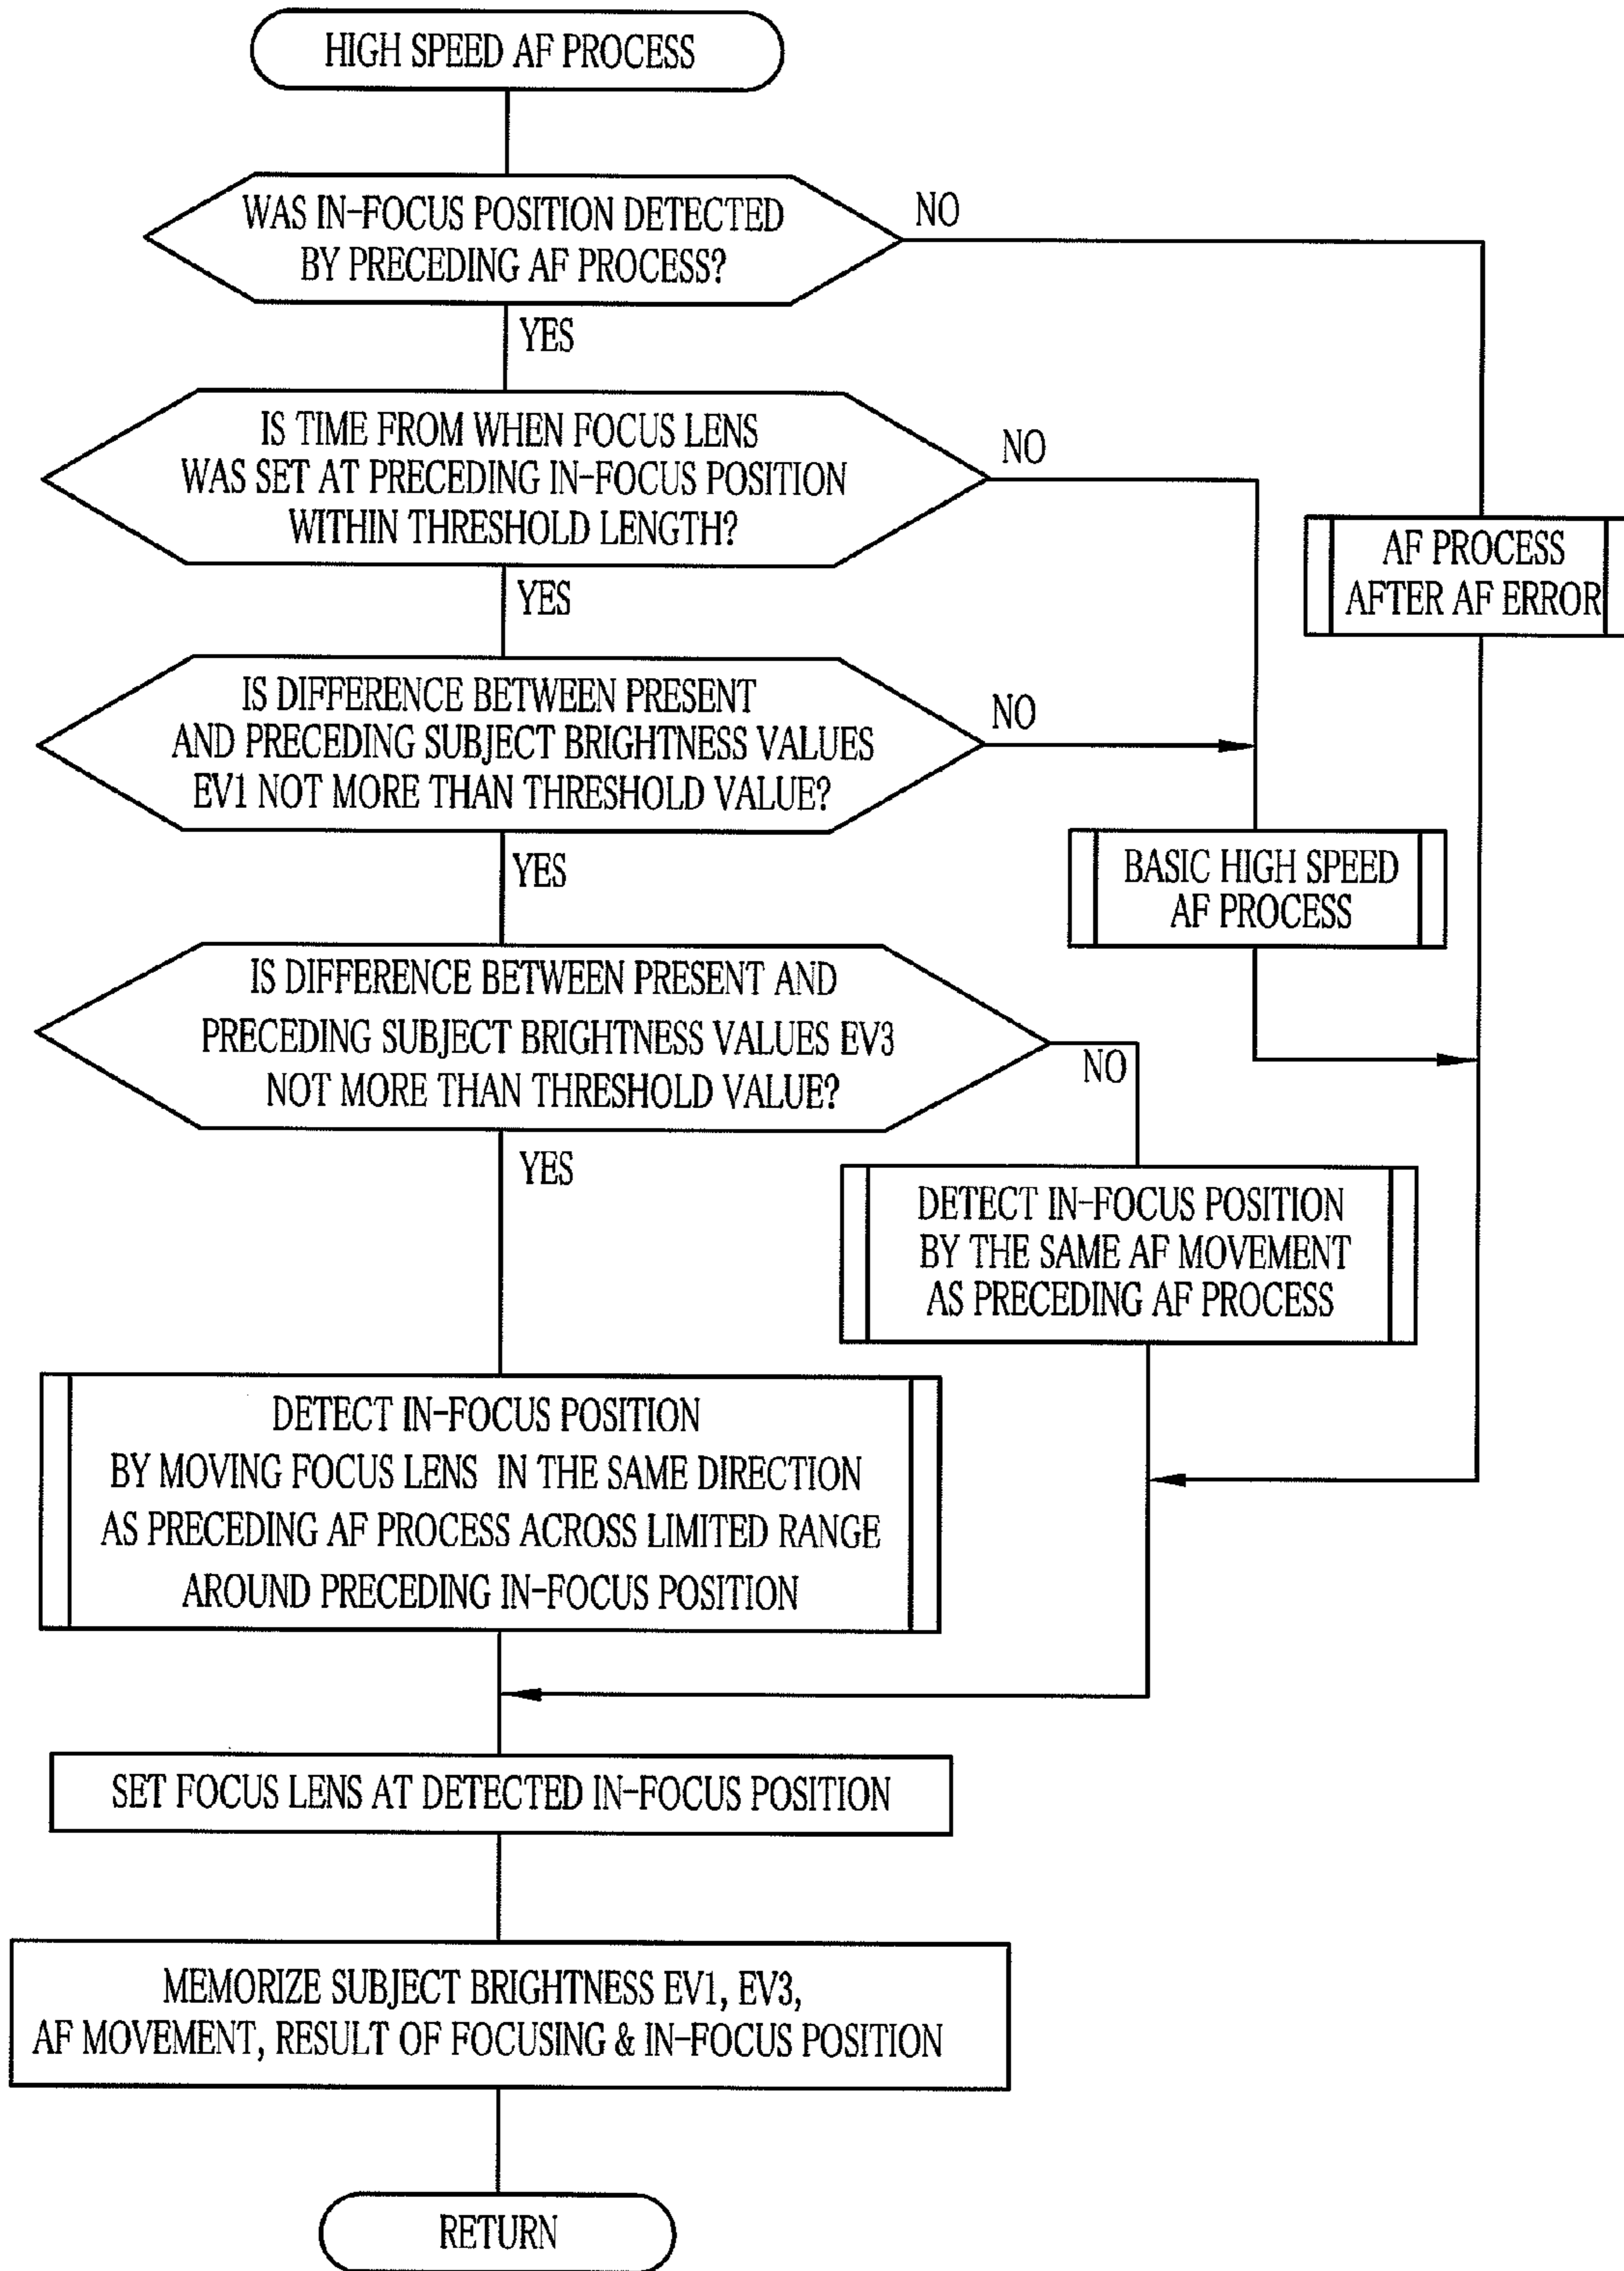 HIGH SPEED AF PROCESS
WAS IN-FOCUS POSITION DETECTED
BY PRECEDING AF PROCESS?
NO
YES
IS TIME FROM WHEN FOCUS LENS
WAS SET AT PRECEDING IN-FOCUS POSITION
WITHIN THRESHOLD LENGTH?
NO
YES
AF PROCESS
AFTER AF ERROR
IS DIFFERENCE BETWEEN PRESENT
AND PRECEDING SUBJECT BRIGHTNESS VALUES
EV1 NOT MORE THAN THRESHOLD VALUE?
NO
YES
BASIC HIGH SPEED
AF PROCESS
IS DIFFERENCE BETWEEN PRESENT AND
PRECEDING SUBJECT BRIGHTNESS VALUES EV3
NOT MORE THAN THRESHOLD VALUE?
NO
YES
DETECT IN-FOCUS POSITION
BY THE SAME AF MOVEMENT
AS PRECEDING AF PROCESS
DETECT IN-FOCUS POSITION
BY MOVING FOCUS LENS IN THE SAME DIRECTION
AS PRECEDING AF PROCESS ACROSS LIMITED RANGE
AROUND PRECEDING IN-FOCUS POSITION
SET FOCUS LENS AT DETECTED IN-FOCUS POSITION
MEMORIZE SUBJECT BRIGHTNESS EV1, EV3,
AF MOVEMENT, RESULT OF FOCUSING & IN-FOCUS POSITION
RETURN